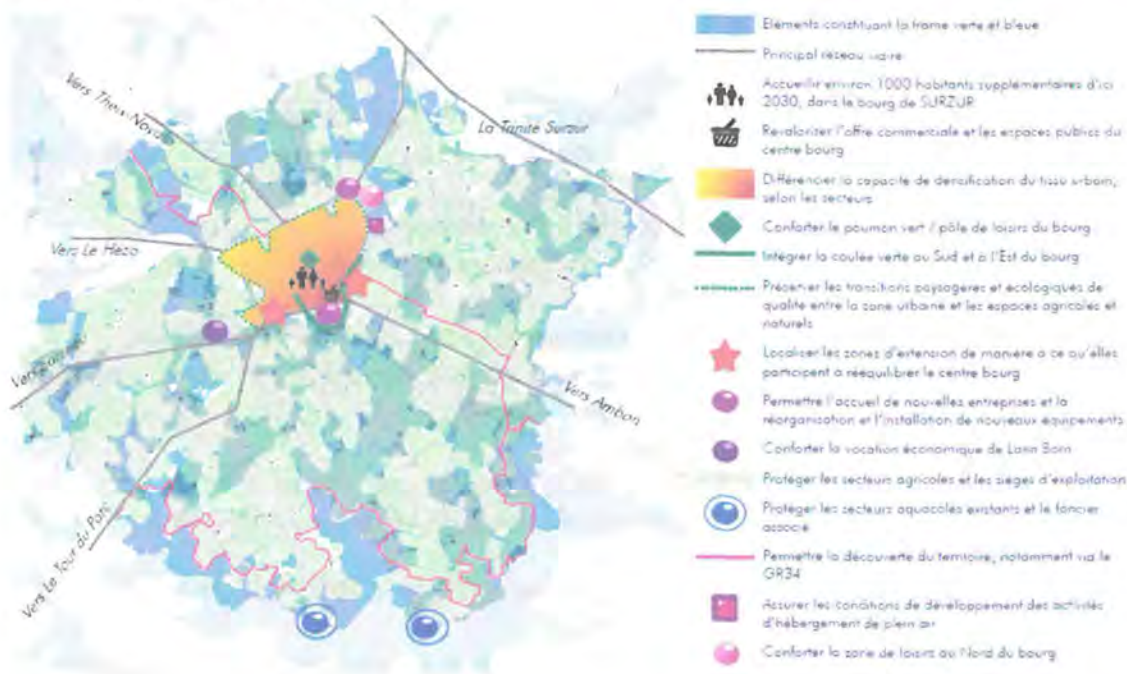 Vers Theix-Noyalo
La Tanite Surzur
Vers Le Hézo
Vers
Vers Ambon
Vers Le Tour du Parc
Eléments constituant la trame verte et bleue
Principal réseau viaire
Accueillir environ 1000 habitants supplémentaires d'ici
2030, dans le bourg de SURZUR
Revaloriser l'offre commerciale et les espaces publics du
centre bourg
Différencier la capacité de densification du tissu urbain,
selon les secteurs
Conforter le poumon vert / pôle de loisirs du bourg
Intégrer la coulée verte au Sud et à l'Est du bourg
Préserver les transitions paysagères et écologiques de
qualité entre la zone urbaine et les espaces agricoles et
naturels
Localiser les zones d'extension de manière à ce qu'elles
participent à rééquilibrer le centre bourg
Permettre l'accueil de nouvelles entreprises et la
réorganisation et l'installation de nouveaux équipements
Conforter la vocation économique de Lann Born
Protéger les secteurs agricoles et les sièges d'exploitation
Protéger les secteurs aquacoles existants et le foncier
associé
Permettre la découverte du territoire, notamment via le
GR34
Assurer les conditions de développement des activités
d'hébergement de plein air
Conforter la zone de loisirs au Nord du bourg